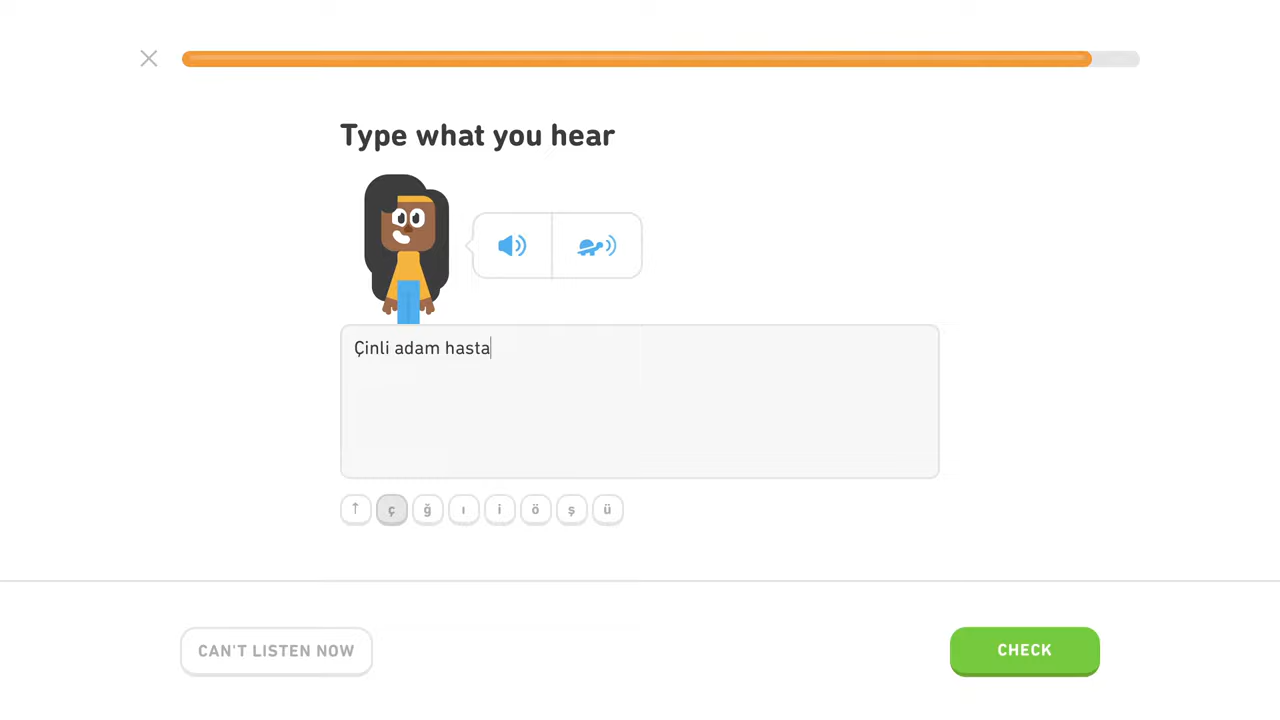 Type what you hear
Çinli adam hasta
↑ ç ğ ı i ö ş ü
CAN'T LISTEN NOW
CHECK